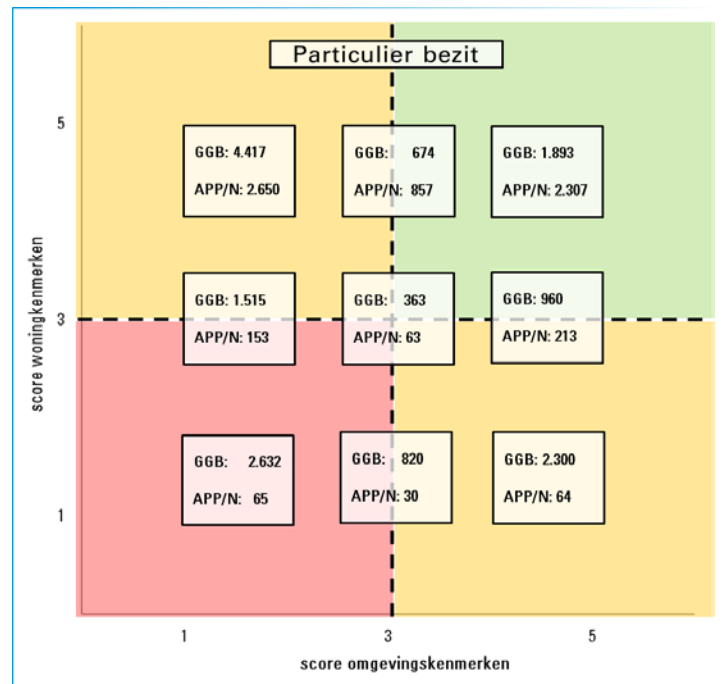 Particulier bezit
5
GGB: 4.417
APP/N: 2.650
GGB: 674
APP/N: 857
GGB: 1.893
APP/N: 2.307
score woningkenmerken
3
GGB: 1.515
APP/N: 153
GGB: 363
APP/N: 63
GGB: 960
APP/N: 213
1
GGB: 2.632
APP/N: 65
GGB: 820
APP/N: 30
GGB: 2.300
APP/N: 64
1 3 5
score omgevingskenmerken